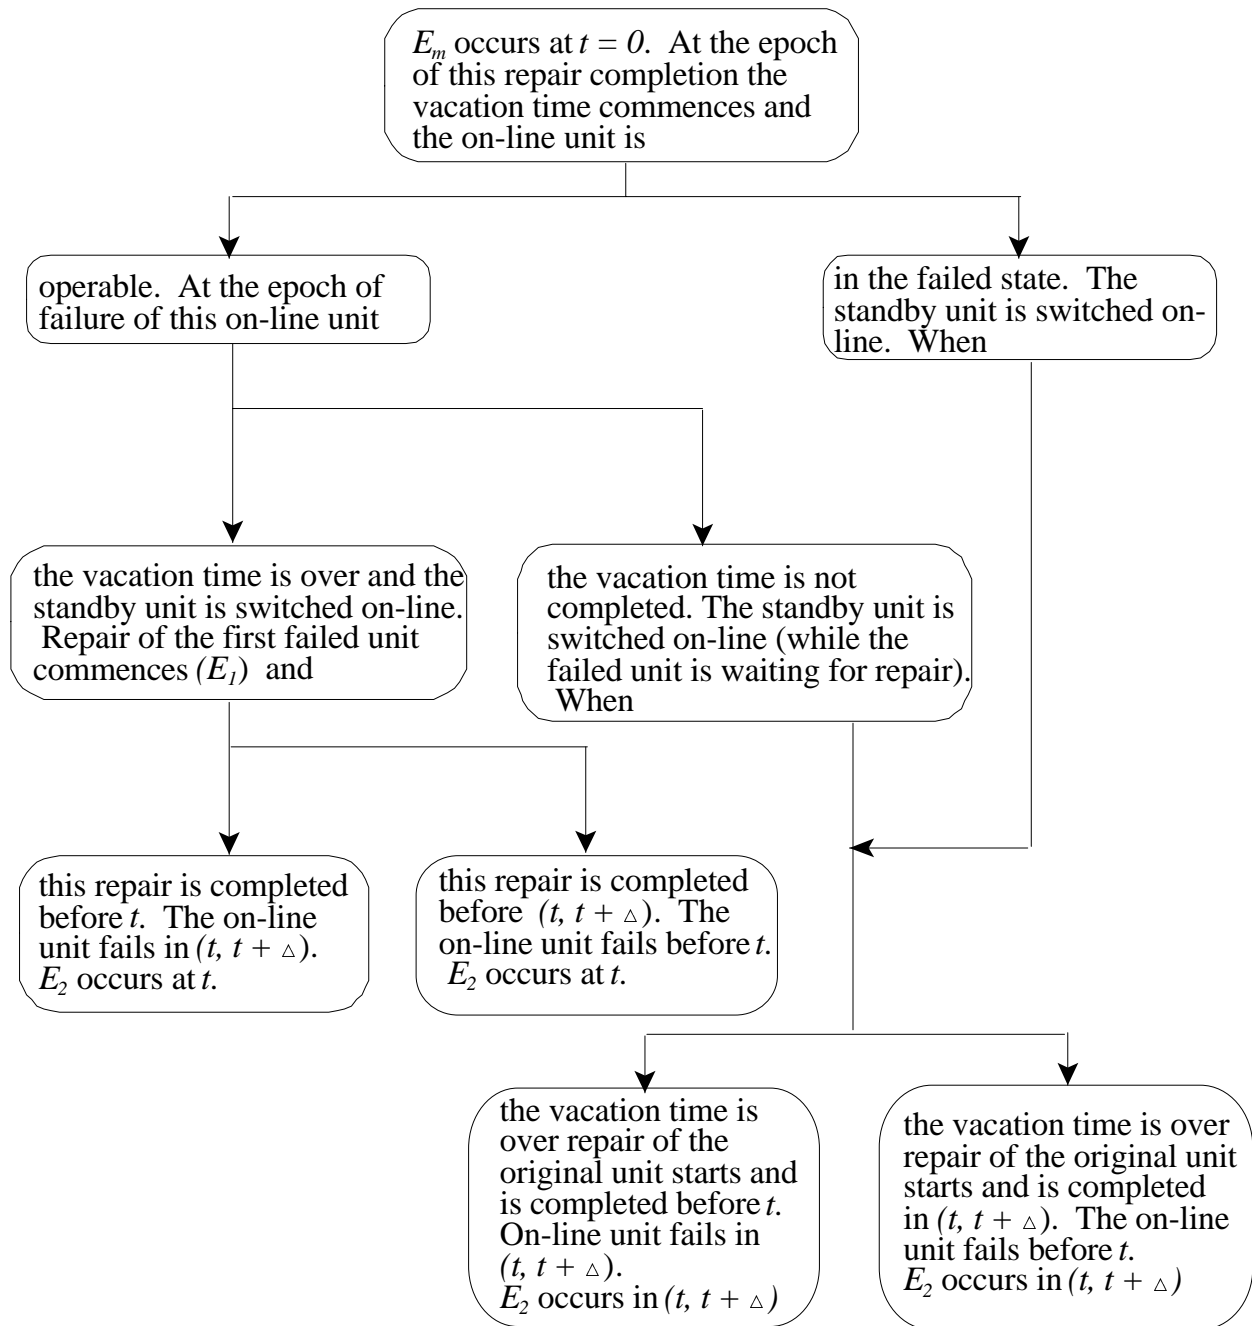 E_m occurs at t = 0. At the epoch
of this repair completion the
vacation time commences and
the on-line unit is
operable. At the epoch of
failure of this on-line unit
in the failed state. The
standby unit is switched on-
line. When
the vacation time is over and the
standby unit is switched on-line.
Repair of the first failed unit
commences (E_1) and
the vacation time is not
completed. The standby unit is
switched on-line (while the
failed unit is waiting for repair).
When
this repair is completed
before t. The on-line
unit fails in (t, t + △).
E_2 occurs at t.
this repair is completed
before (t, t + △). The
on-line unit fails before t.
E_2 occurs at t.
the vacation time is
over repair of the
original unit starts and
is completed before t.
On-line unit fails in
(t, t + △).
E_2 occurs in (t, t + △)
the vacation time is over
repair of the original unit
starts and is completed
in (t, t + △). The on-line
unit fails before t.
E_2 occurs in (t, t + △)